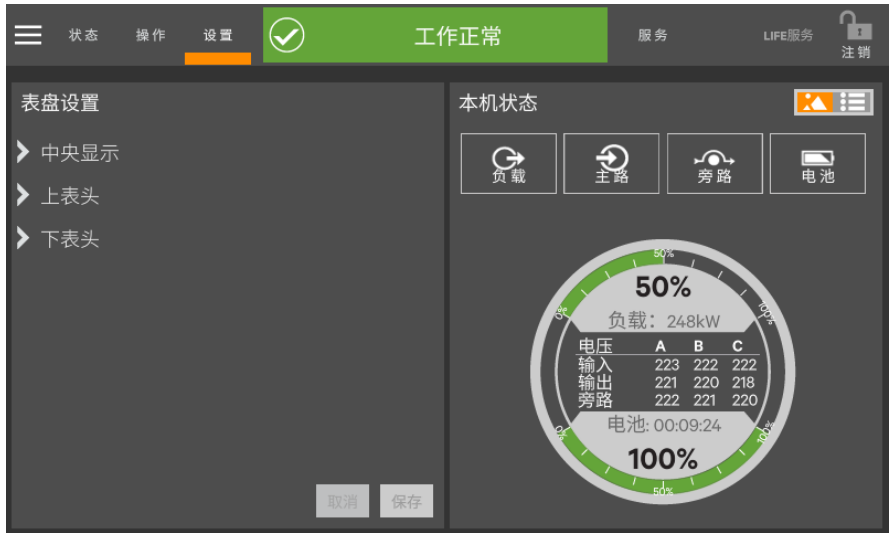 状态 操作 设置 工作正常 服务 LIFE服务 注销
表盘设置
中央显示
上表头
下表头
取消 保存
本机状态
负载 主路 旁路 电池
50%
0% 100%
50%
负载：248kW
电压 A B C
输入 223 222 222
输出 221 220 218
旁路 222 221 220
电池: 00:09:24
100%
0% 100%
50%